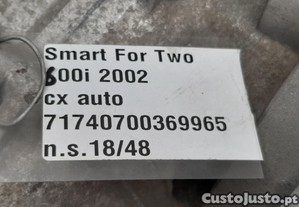 Smart For Two
600i 2002
cx auto
71740700369965
n.s.18/48
CustoJusto.pt